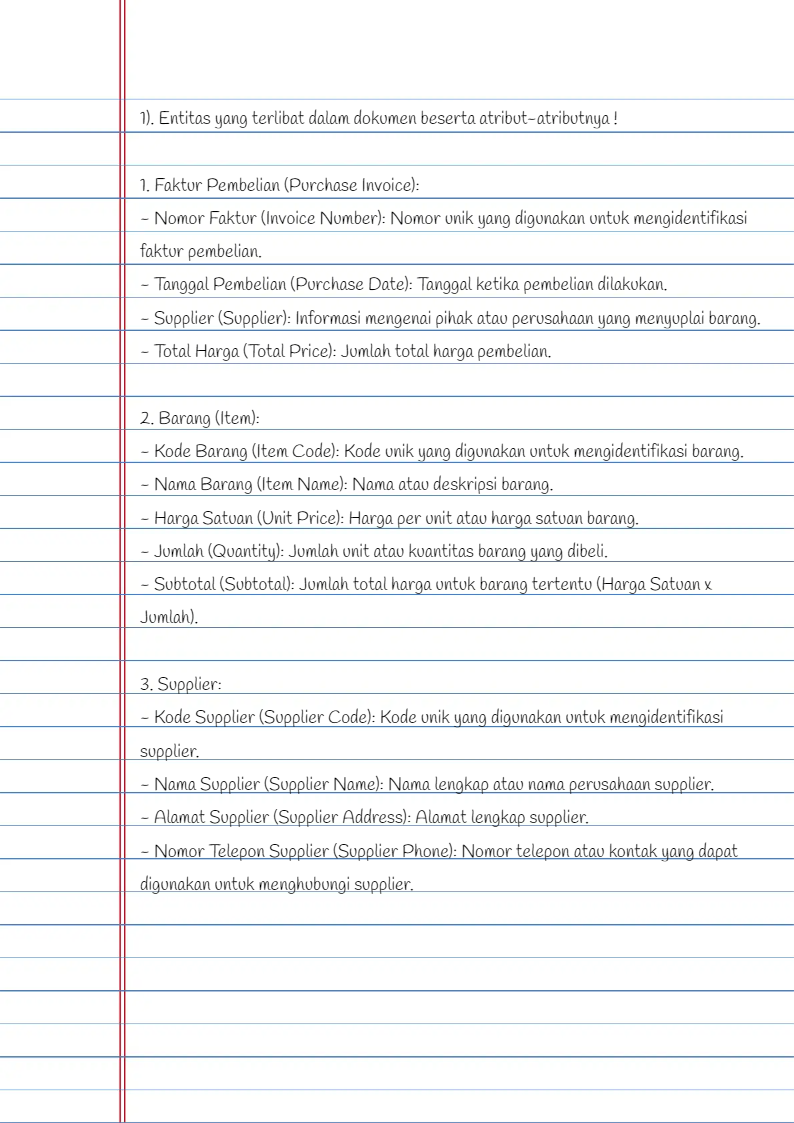 1). Entitas yang terlibat dalam dokumen beserta atribut-atributnya !
1. Faktur Pembelian (Purchase Invoice):
- Nomor Faktur (Invoice Number): Nomor unik yang digunakan untuk mengidentifikasi
faktur pembelian.
- Tanggal Pembelian (Purchase Date): Tanggal ketika pembelian dilakukan.
- Supplier (Supplier): Informasi mengenai pihak atau perusahaan yang menyuplai barang.
- Total Harga (Total Price): Jumlah total harga pembelian.
2. Barang (Item):
- Kode Barang (Item Code): Kode unik yang digunakan untuk mengidentifikasi barang.
- Nama Barang (Item Name): Nama atau deskripsi barang.
- Harga Satuan (Unit Price): Harga per unit atau harga satuan barang.
- Jumlah (Quantity): Jumlah unit atau kuantitas barang yang dibeli.
- Subtotal (Subtotal): Jumlah total harga untuk barang tertentu (Harga Satuan x
Jumlah).
3. Supplier:
- Kode Supplier (Supplier Code): Kode unik yang digunakan untuk mengidentifikasi
supplier.
- Nama Supplier (Supplier Name): Nama lengkap atau nama perusahaan supplier.
- Alamat Supplier (Supplier Address): Alamat lengkap supplier.
- Nomor Telepon Supplier (Supplier Phone): Nomor telepon atau kontak yang dapat
digunakan untuk menghubungi supplier.